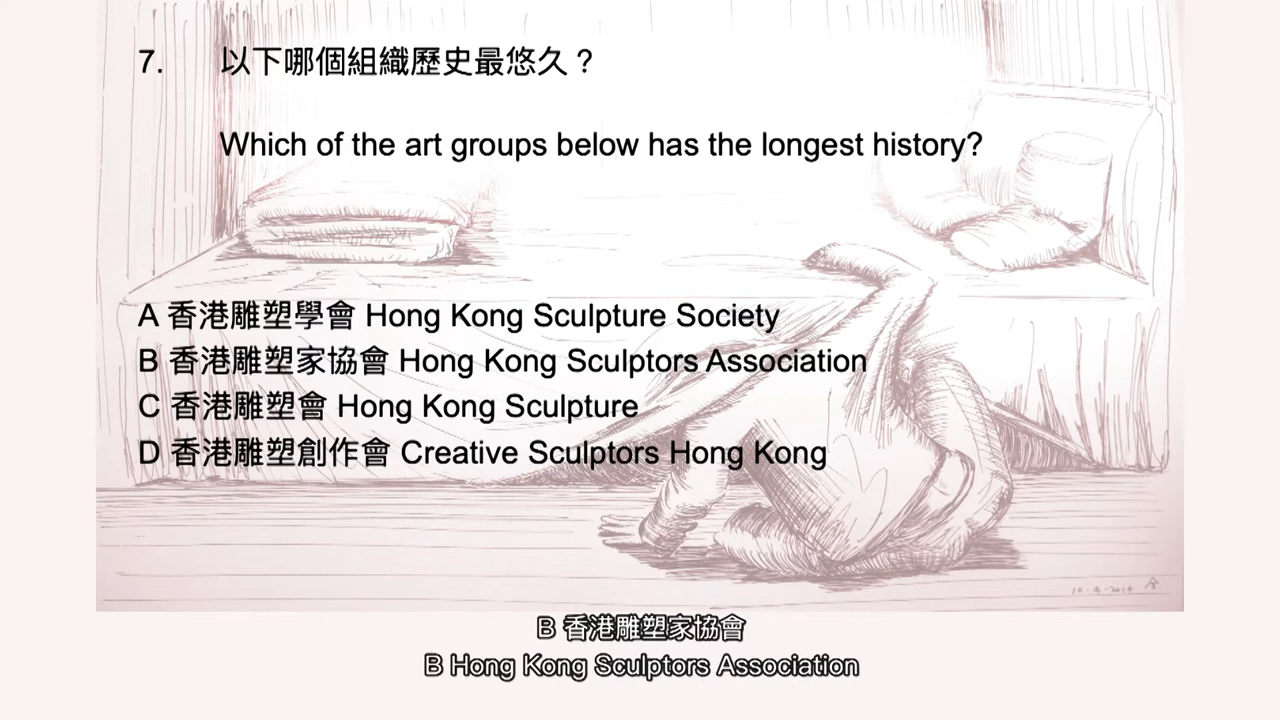 7. 以下哪個組織歷史最悠久？
Which of the art groups below has the longest history?
A 香港雕塑學會 Hong Kong Sculpture Society
B 香港雕塑家協會 Hong Kong Sculptors Association
C 香港雕塑會 Hong Kong Sculpture
D 香港雕塑創作會 Creative Sculptors Hong Kong
B 香港雕塑家協會
B Hong Kong Sculptors Association